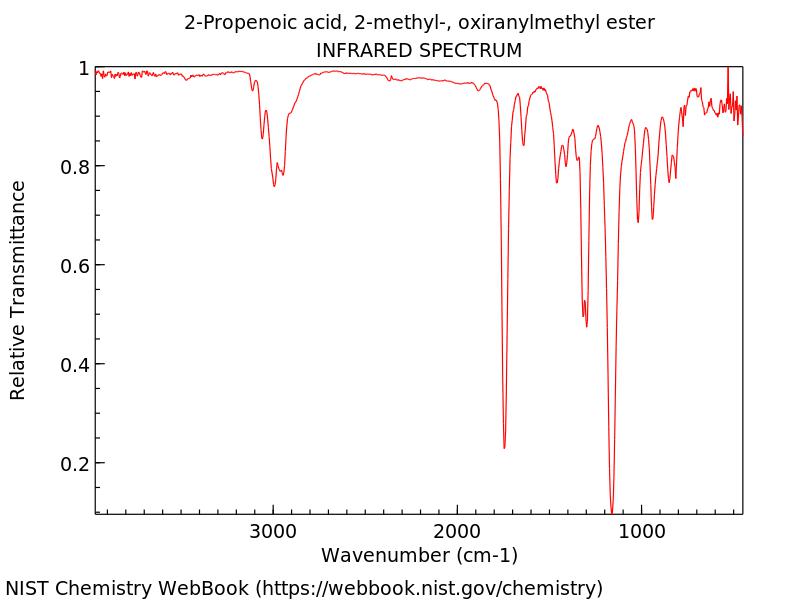 2-Propenoic acid, 2-methyl-, oxiranylmethyl ester
INFRARED SPECTRUM
1
0.8
0.6
0.4
0.2
Relative Transmittance
3000 2000 1000
Wavenumber (cm-1)
NIST Chemistry WebBook (https://webbook.nist.gov/chemistry)